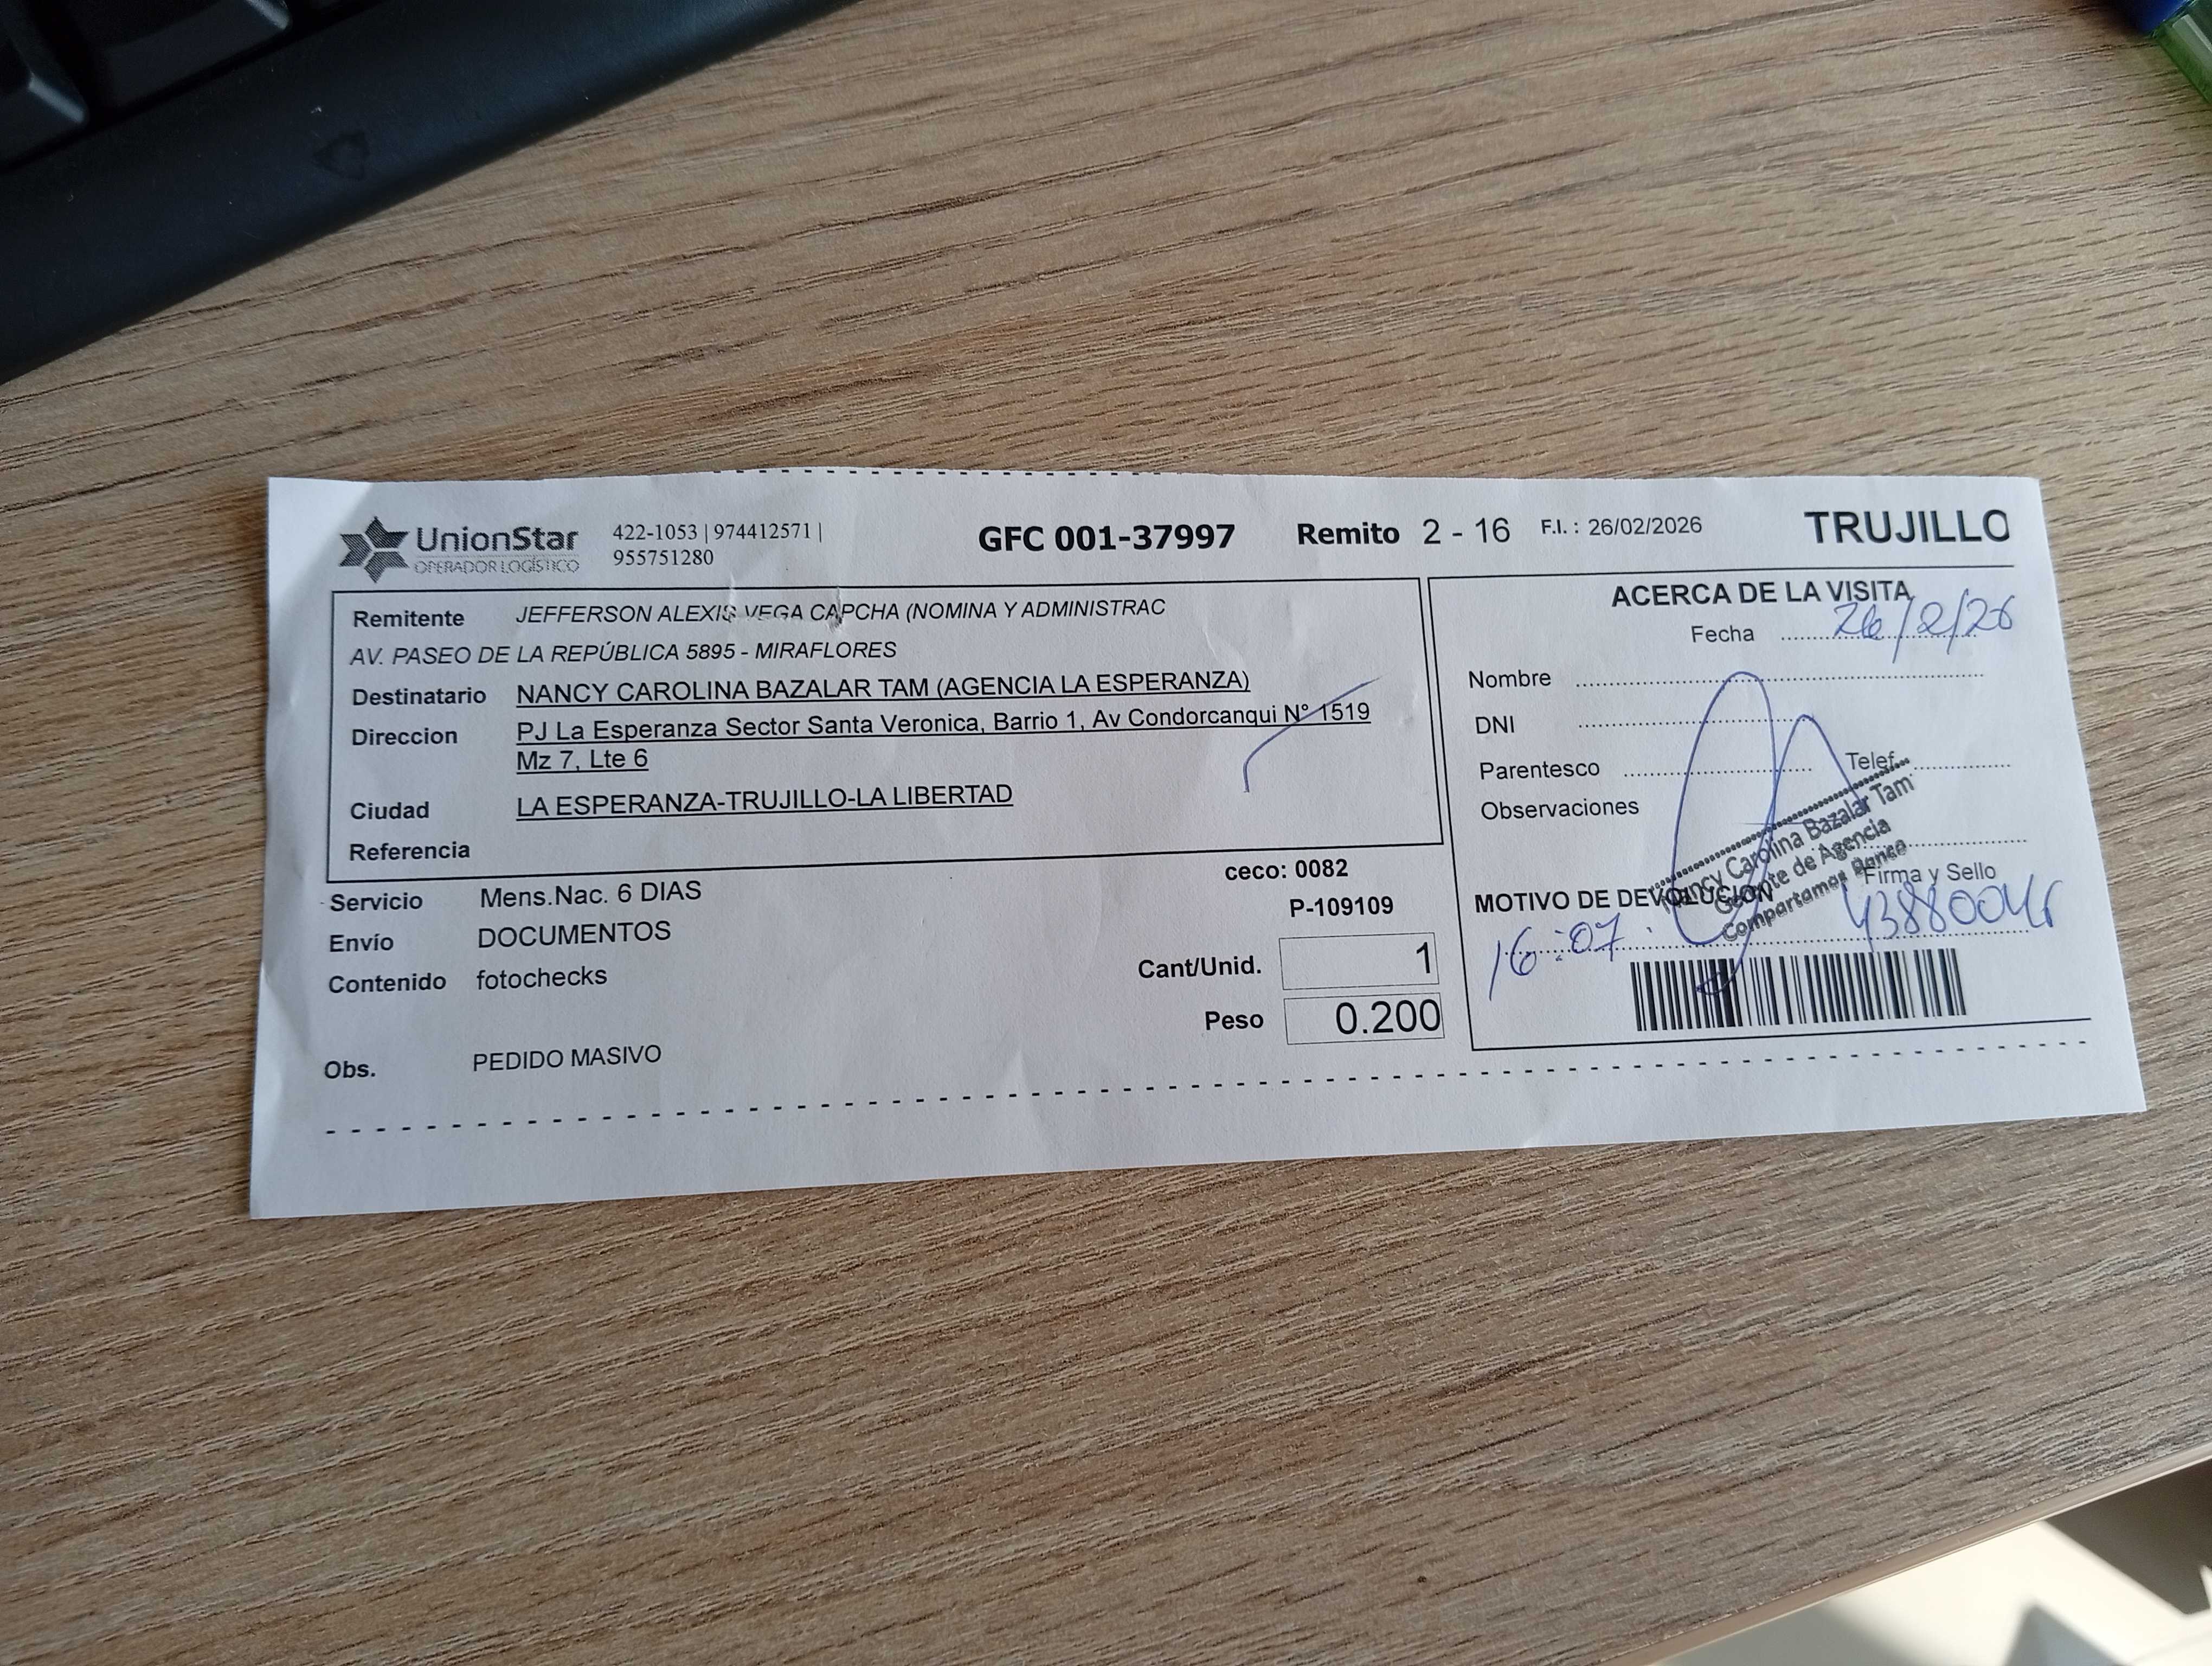 UnionStar
OPERADOR LOGÍSTICO
422-1053 | 974412571 |
955751280
GFC 001-37997
Remito 2 - 16
F.I. : 26/02/2026
TRUJILLO
Remitente JEFFERSON ALEXIS VEGA CAPCHA (NOMINA Y ADMINISTRAC
AV. PASEO DE LA REPÚBLICA 5895 - MIRAFLORES
Destinatario NANCY CAROLINA BAZALAR TAM (AGENCIA LA ESPERANZA)
Direccion PJ La Esperanza Sector Santa Veronica, Barrio 1, Av Condorcanqui N° 1519
Mz 7, Lte 6
Ciudad LA ESPERANZA-TRUJILLO-LA LIBERTAD
Referencia
Servicio Mens.Nac. 6 DIAS
Envío DOCUMENTOS
Contenido fotochecks
Obs. PEDIDO MASIVO
ceco: 0082
P-109109
Cant/Unid. 1
Peso 0.200
ACERCA DE LA VISITA
Fecha 26/2/26
Nombre
DNI
Parentesco Telef.
Observaciones
Nancy Carolina Bazalar Tam
Gerente de Agencia
Compartamos Banco
Firma y Sello
MOTIVO DE DEVOLUCION
16:07